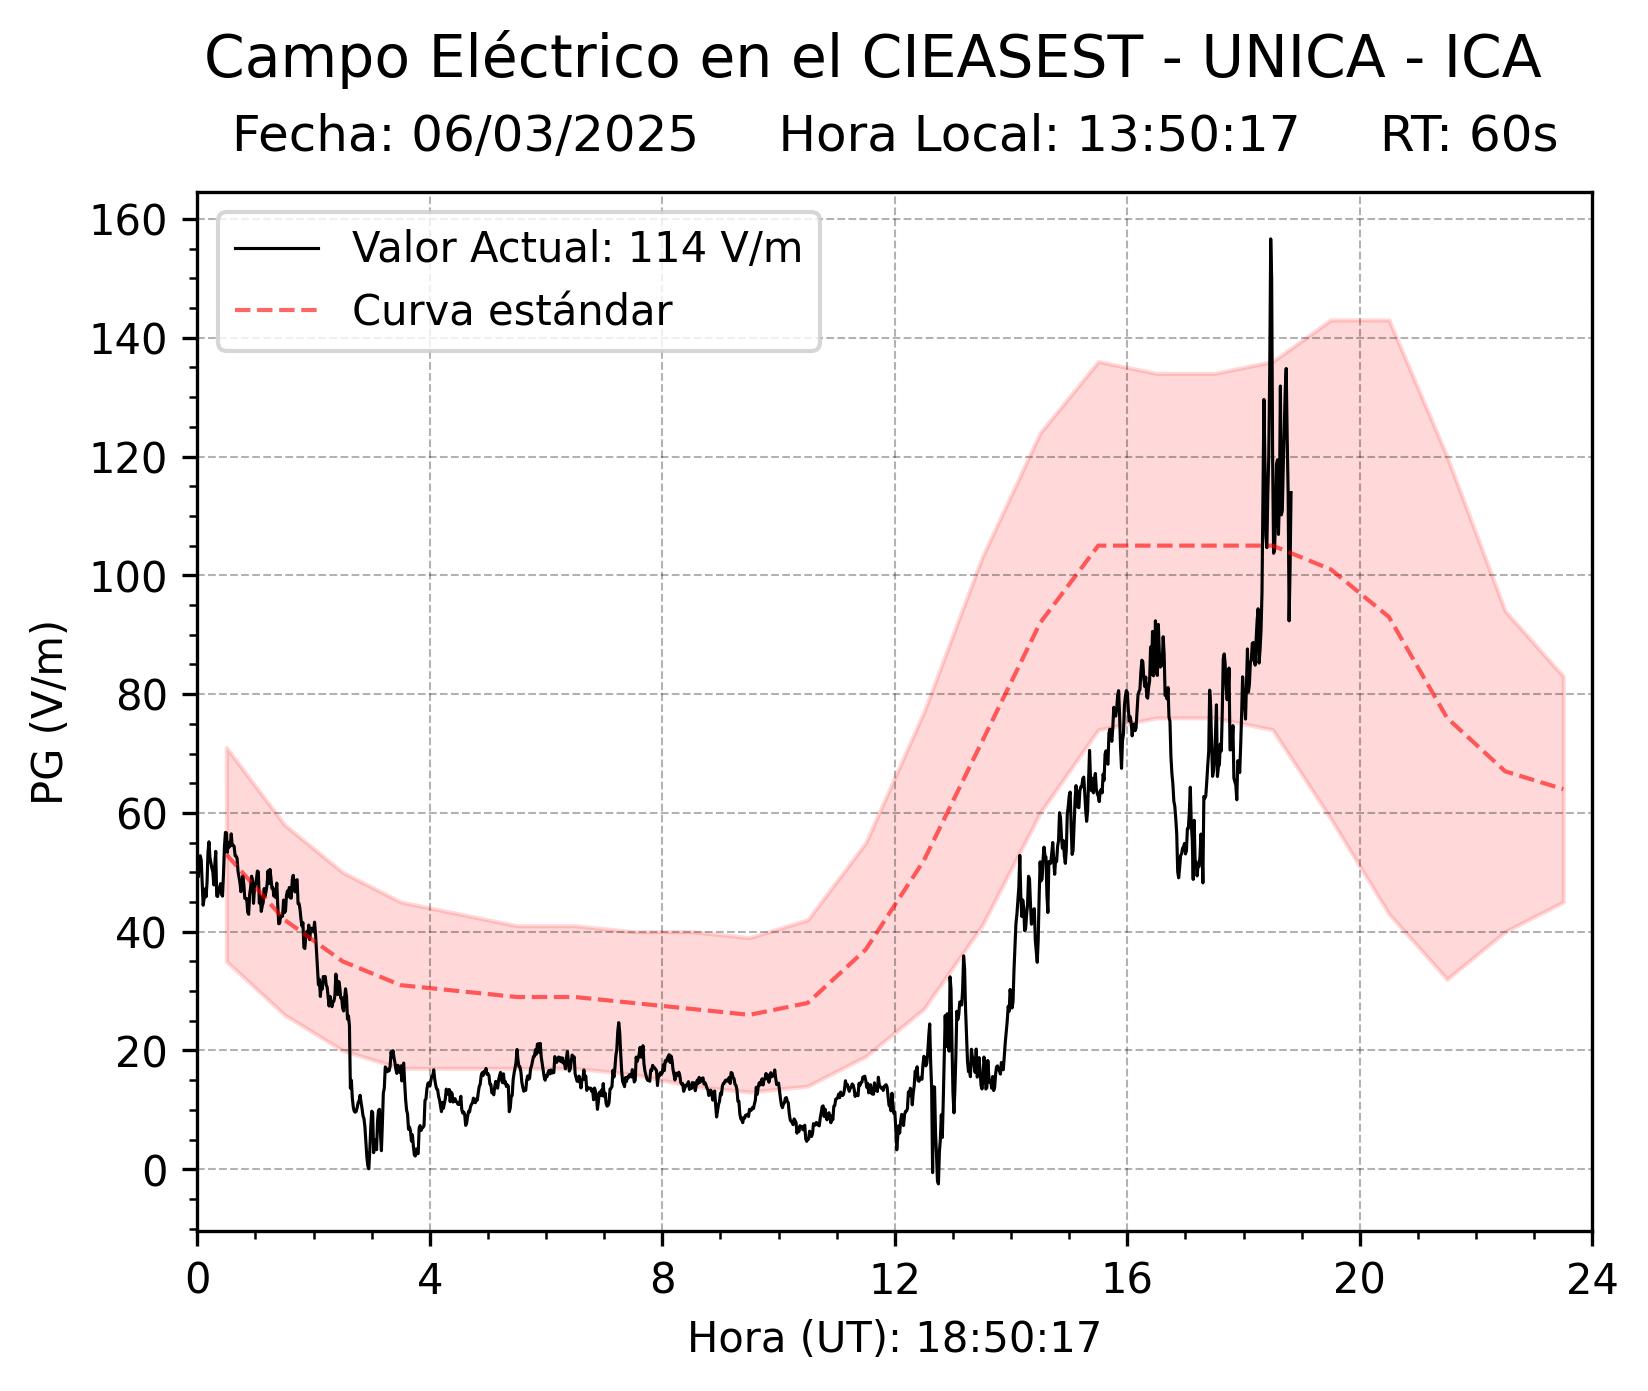 Campo Eléctrico en el CIEASEST - UNICA - ICA
Fecha: 06/03/2025 Hora Local: 13:50:17 RT: 60s
Valor Actual: 114 V/m
Curva estándar
PG (V/m)
160
140
120
100
80
60
40
20
0
0 4 8 12 16 20 24
Hora (UT): 18:50:17